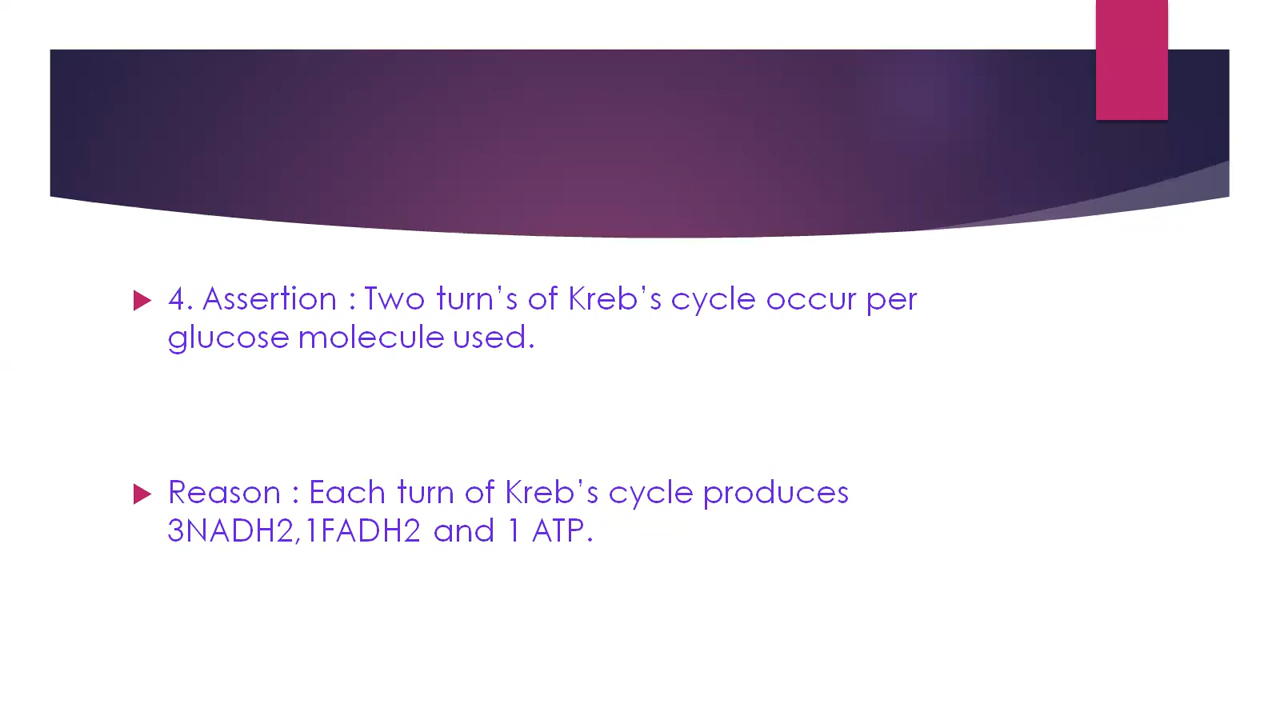 4. Assertion : Two turn's of Kreb's cycle occur per
glucose molecule used.
Reason : Each turn of Kreb's cycle produces
3NADH2,1FADH2 and 1 ATP.